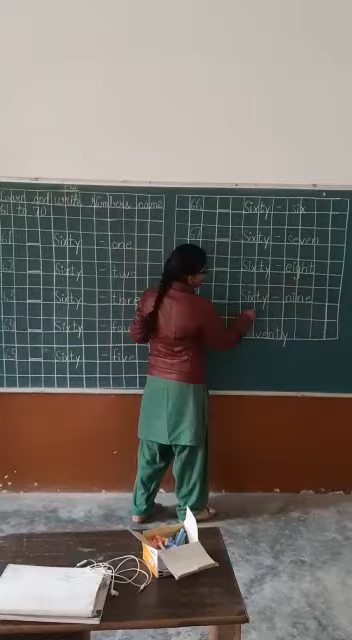 C.W
Learn and write Numbers name
61 to 70
61 — Sixty - one
62 — Sixty - two
63 — Sixty - three
64 — Sixty - four
65 — Sixty - five
66 — Sixty - six
67 — Sixty - seven
Sixty - eight
Sixty - nine